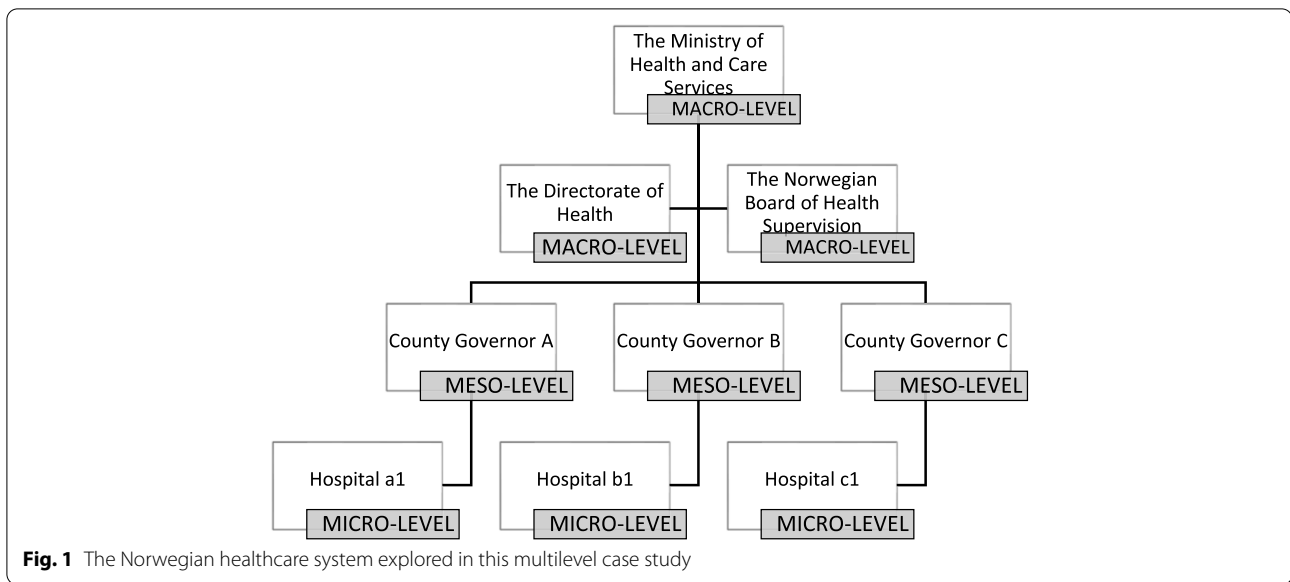 The Ministry of
Health and Care
Services
MACRO-LEVEL
The Directorate of
Health
MACRO-LEVEL
The Norwegian
Board of Health
Supervision
MACRO-LEVEL
County Governor A
MESO-LEVEL
County Governor B
MESO-LEVEL
County Governor C
MESO-LEVEL
Hospital a1
MICRO-LEVEL
Hospital b1
MICRO-LEVEL
Hospital c1
MICRO-LEVEL
Fig. 1 The Norwegian healthcare system explored in this multilevel case study